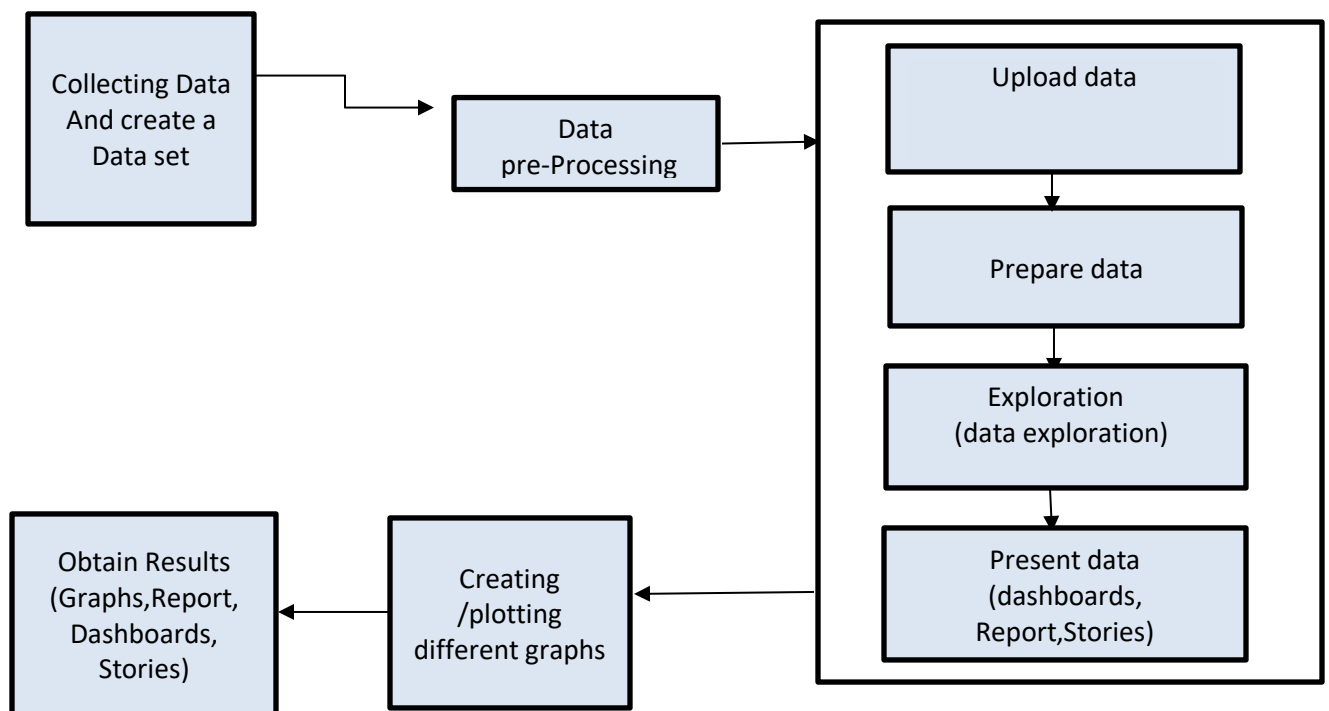 Collecting Data
And create a
Data set
Data
pre-Processing
Upload data
Prepare data
Exploration
(data exploration)
Present data
(dashboards,
Report,Stories)
Creating
/plotting
different graphs
Obtain Results
(Graphs,Report,
Dashboards,
Stories)